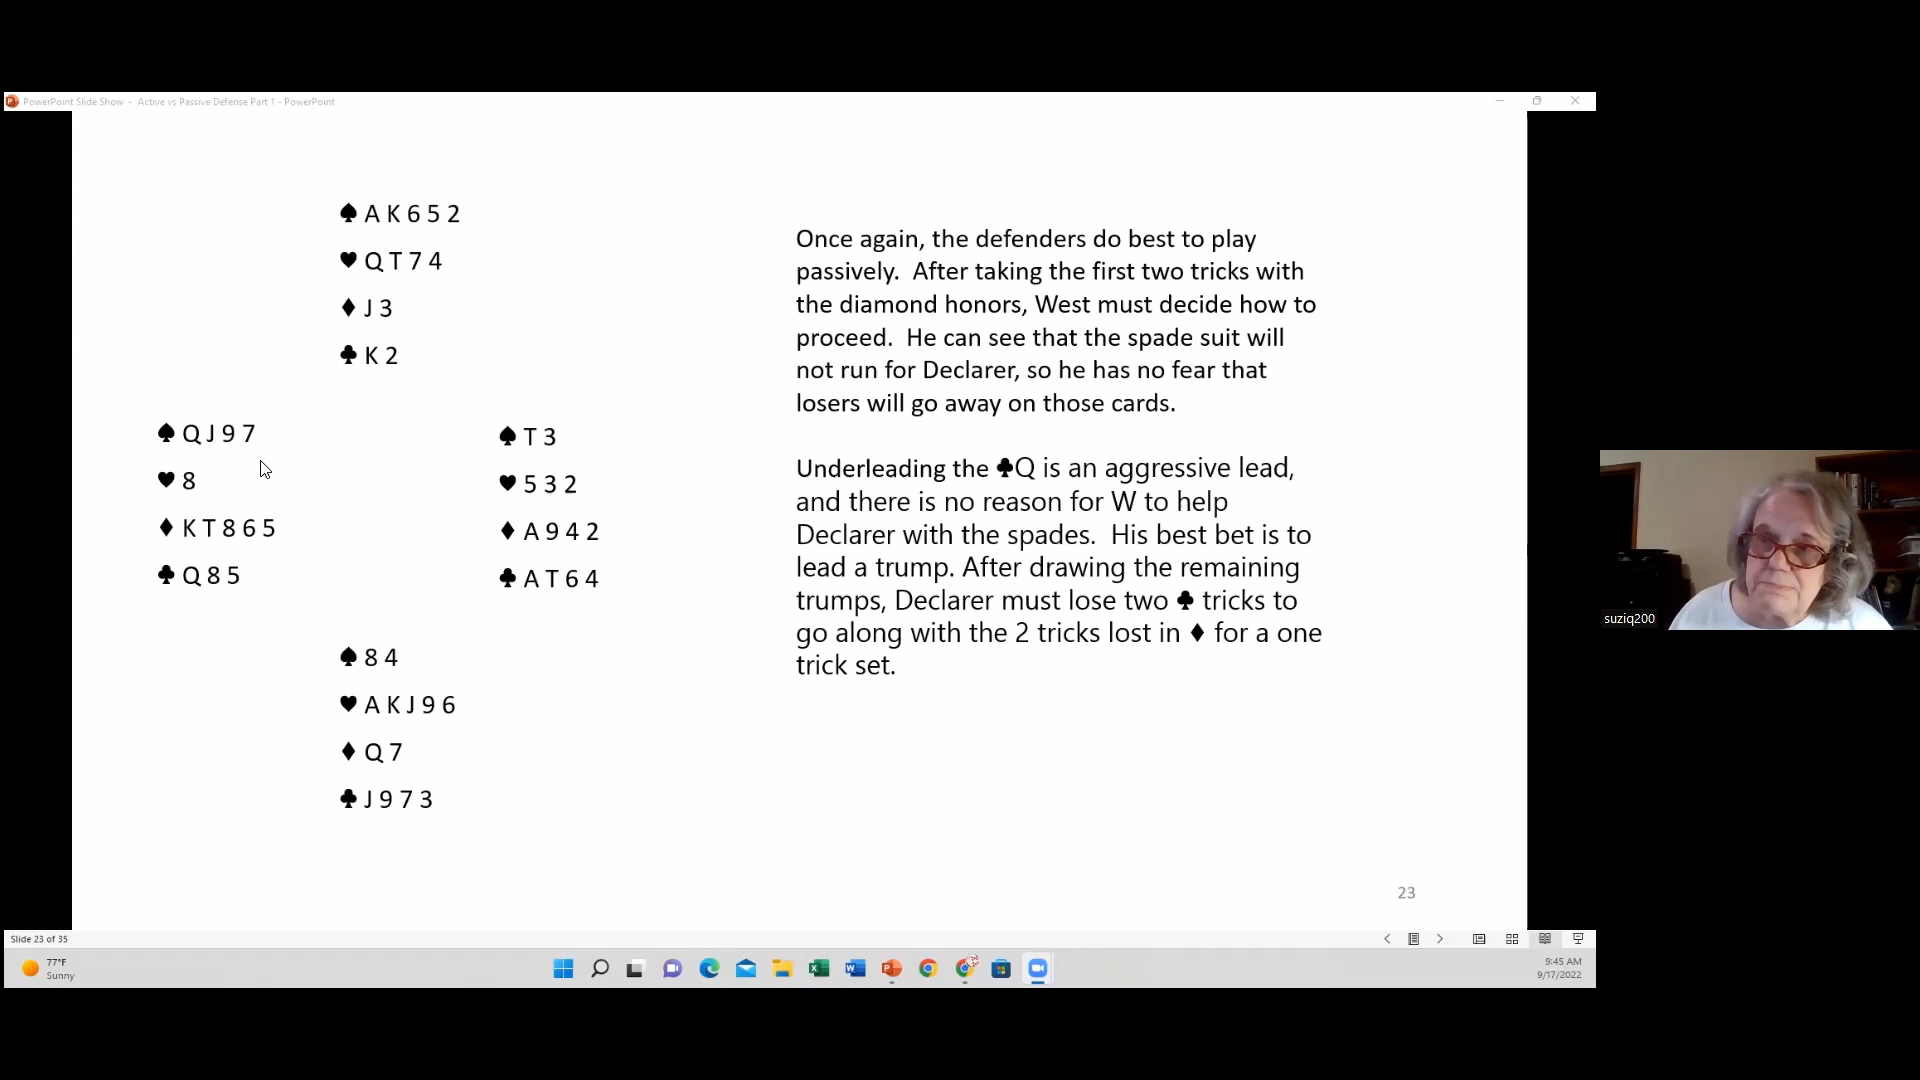 PowerPoint Slide Show - Active vs Passive Defense Part 1 - PowerPoint
♠ A K 6 5 2
♥ Q T 7 4
♦ J 3
♣ K 2
♠ Q J 9 7
♥ 8
♦ K T 8 6 5
♣ Q 8 5
♠ T 3
♥ 5 3 2
♦ A 9 4 2
♣ A T 6 4
♠ 8 4
♥ A K J 9 6
♦ Q 7
♣ J 9 7 3
Once again, the defenders do best to play
passively. After taking the first two tricks with
the diamond honors, West must decide how to
proceed. He can see that the spade suit will
not run for Declarer, so he has no fear that
losers will go away on those cards.
Underleading the ♣Q is an aggressive lead,
and there is no reason for W to help
Declarer with the spades. His best bet is to
lead a trump. After drawing the remaining
trumps, Declarer must lose two ♣ tricks to
go along with the 2 tricks lost in ♦ for a one
trick set.
23
suziq200
Slide 23 of 35
77°F
Sunny
9:45 AM
9/17/2022